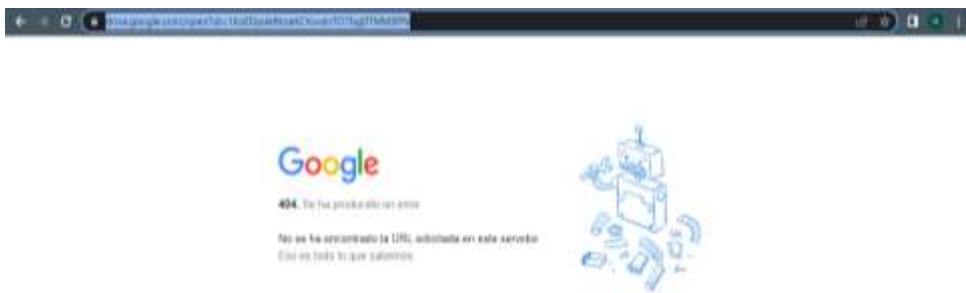 Google
404. Se ha producido un error
No se ha encontrado la URL solicitada en este servidor
Eso es todo lo que sabemos